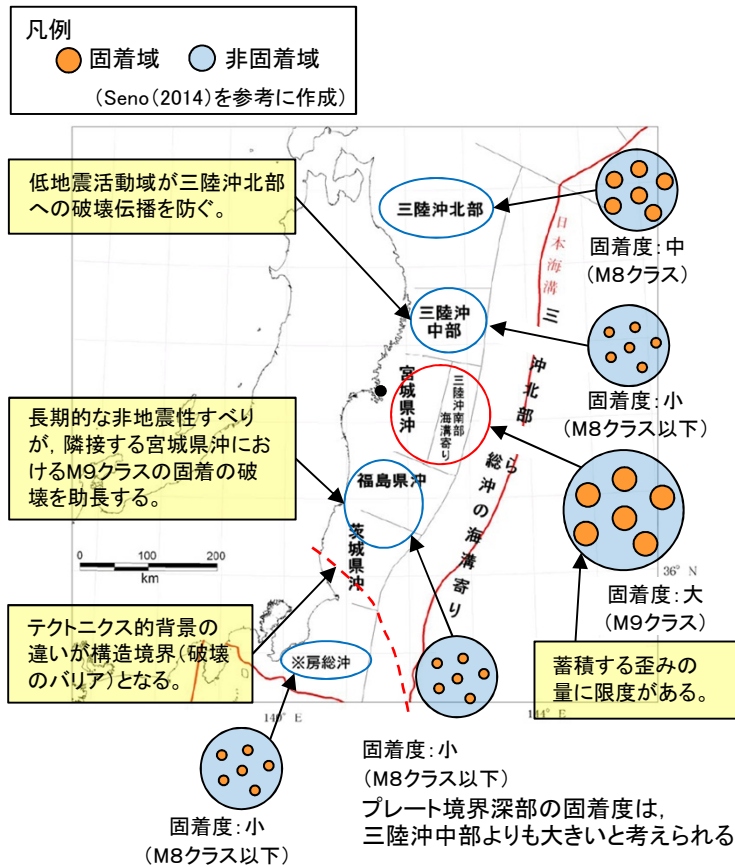 凡例
固着域 非固着域
(Seno(2014)を参考に作成)
低地震活動域が三陸沖北部
への破壊伝播を防ぐ。
三陸沖北部
日本海溝
固着度:中
(M8クラス)
三陸沖
中部
三
沖北部
固着度:小
(M8クラス以下)
宮城県沖
三陸沖南部
海溝寄り
長期的な非地震性すべり
が,隣接する宮城県沖にお
けるM9クラスの固着の破
壊を助長する。
福島県沖
ら
総沖の海溝寄り
茨城県沖
0 50 100 200
km
36° N
固着度:大
(M9クラス)
テクトニクス的背景の
違いが構造境界(破壊
のバリア)となる。
※房総沖
蓄積する歪みの
量に限度がある。
140° E
144° E
固着度:小
(M8クラス以下)
固着度:小
(M8クラス以下)
プレート境界深部の固着度は,
三陸沖中部よりも大きいと考えられる